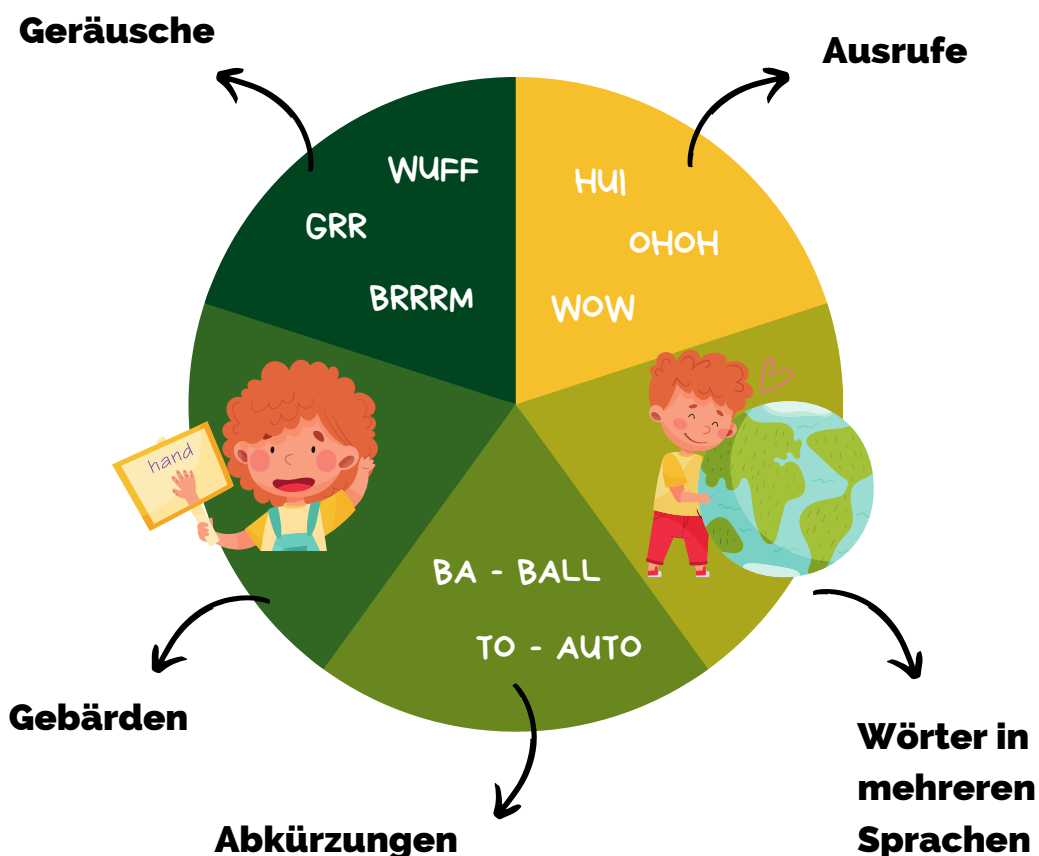 Geräusche
Ausrufe
WUFF
GRR
BRRRM
HUI
OHOH
WOW
hand
BA - BALL
TO - AUTO
Gebärden
Abkürzungen
Wörter in
mehreren
Sprachen